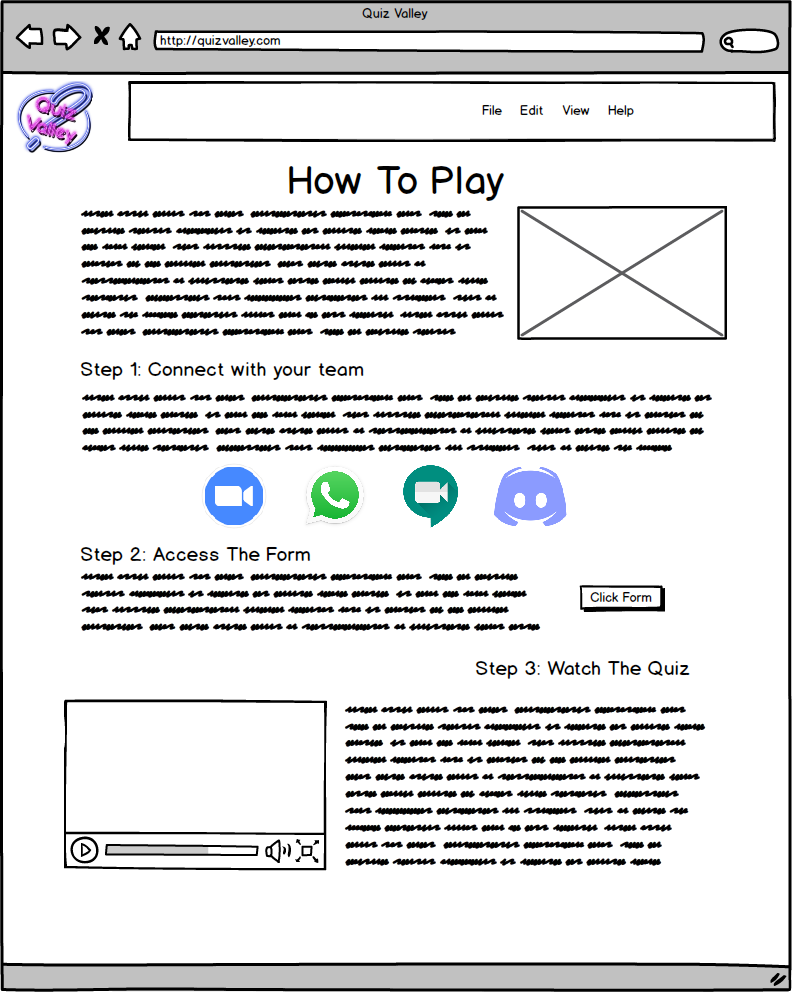 Quiz Valley
http://quizvalley.com
Quiz
Valley
File Edit View Help
How To Play
Step 1: Connect with your team
Step 2: Access The Form
Click Form
Step 3: Watch The Quiz